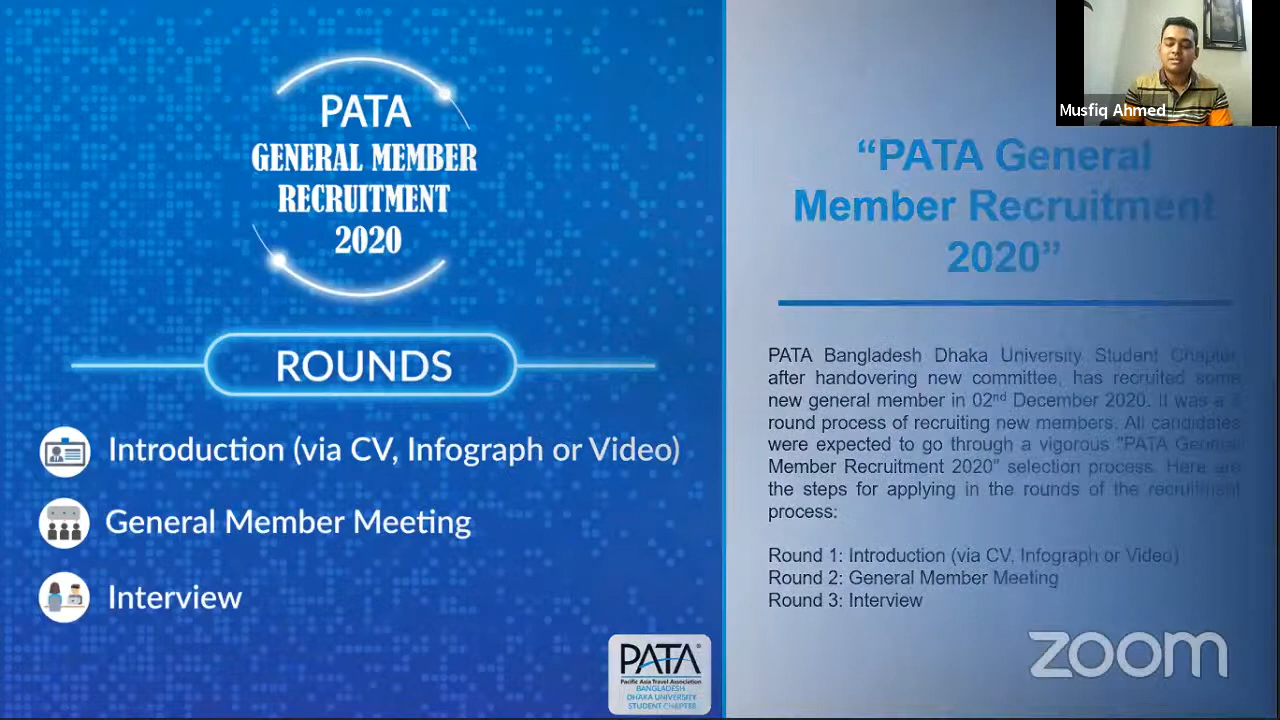 PATA
GENERAL MEMBER
RECRUITMENT
2020
ROUNDS
Introduction (via CV, Infograph or Video)
General Member Meeting
Interview
PATA®
Pacific Asia Travel Association
BANGLADESH
DHAKA UNIVERSITY
STUDENT CHAPTER
Musfiq Ahmed
“PATA General
Member Recruitment
2020”
PATA Bangladesh Dhaka University Student Chapter,
after handovering new committee, has recruited some
new general member in 02nd December 2020. It was a 3
round process of recruiting new members. All candidates
were expected to go through a vigorous "PATA General
Member Recruitment 2020" selection process. Here are
the steps for applying in the rounds of the recruitment
process:
Round 1: Introduction (via CV, Infograph or Video)
Round 2: General Member Meeting
Round 3: Interview
zoom